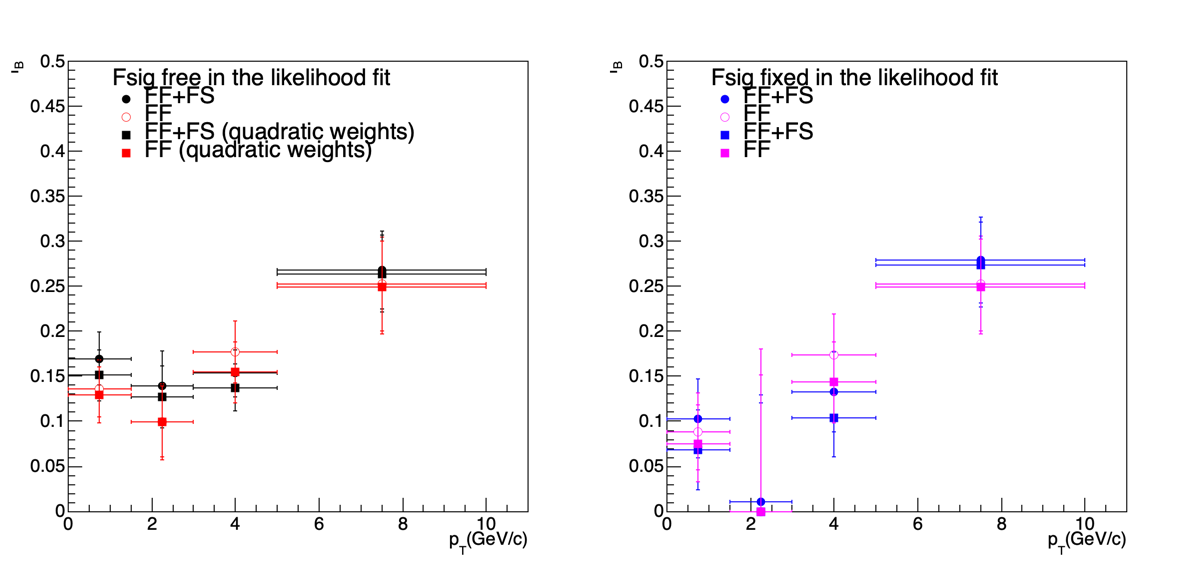 Fsig free in the likelihood fit
FF+FS
FF
FF+FS (quadratic weights)
FF (quadratic weights)
0.5
0.45
0.4
0.35
0.3
0.25
0.2
0.15
0.1
0.05
0
0 2 4 6 8 10
pT(GeV/c)
Fsig fixed in the likelihood fit
FF+FS
FF
FF+FS
FF
0.5
0.45
0.4
0.35
0.3
0.25
0.2
0.15
0.1
0.05
0
0 2 4 6 8 10
pT(GeV/c)